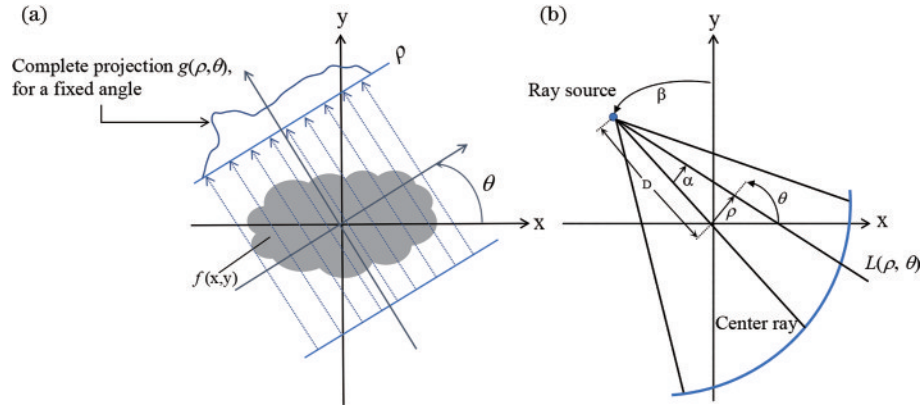 (a)
y
Complete projection g(ρ,θ),
for a fixed angle
ρ
θ
x
f(x,y)
(b)
y
Ray source
β
D
α
ρ
θ
x
L(ρ, θ)
Center ray